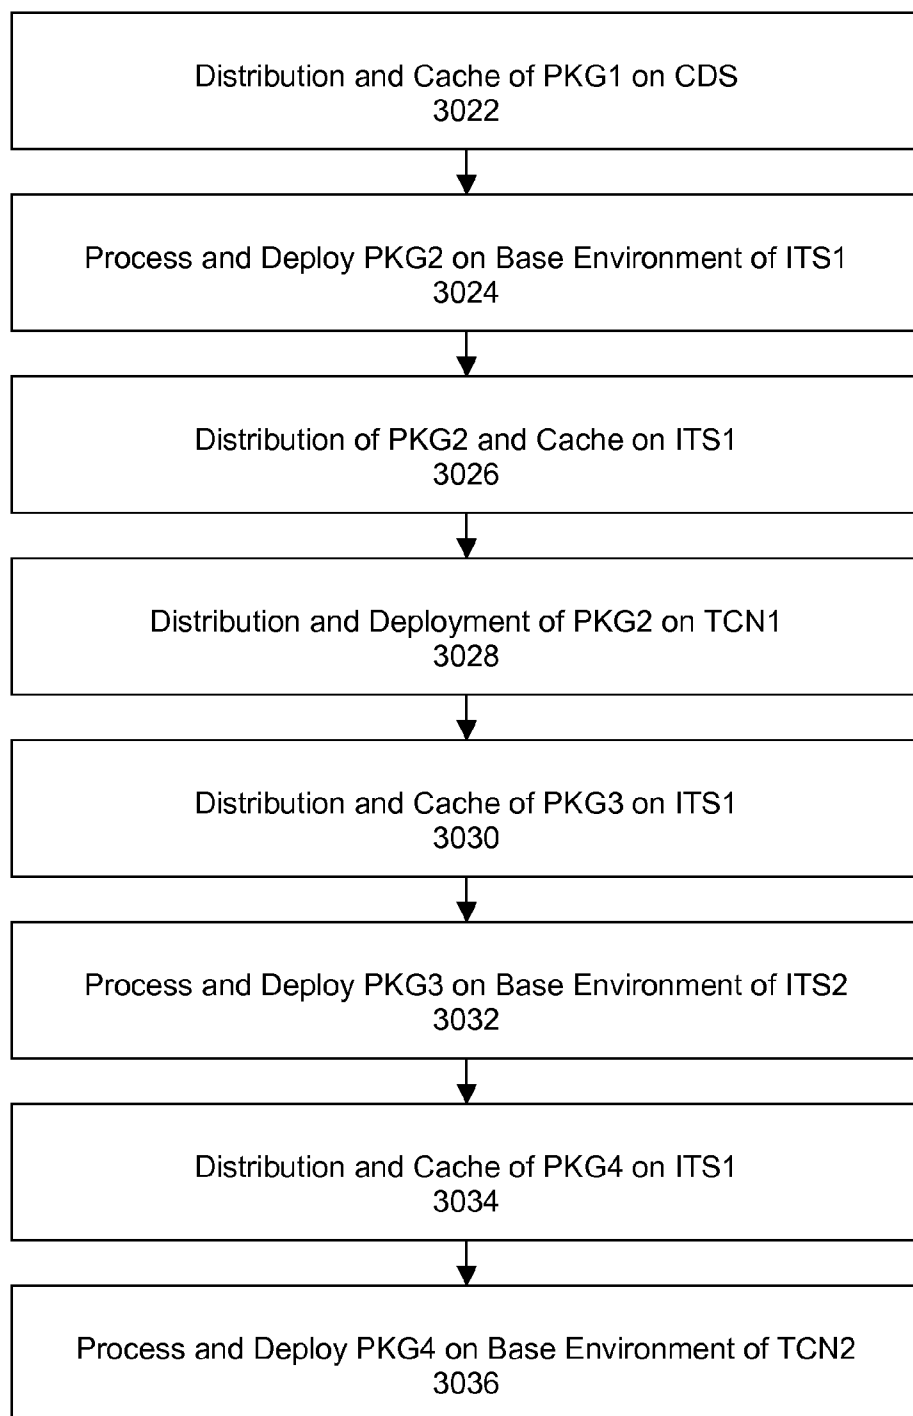 Distribution and Cache of PKG1 on CDS
3022
Process and Deploy PKG2 on Base Environment of ITS1
3024
Distribution of PKG2 and Cache on ITS1
3026
Distribution and Deployment of PKG2 on TCN1
3028
Distribution and Cache of PKG3 on ITS1
3030
Process and Deploy PKG3 on Base Environment of ITS2
3032
Distribution and Cache of PKG4 on ITS1
3034
Process and Deploy PKG4 on Base Environment of TCN2
3036